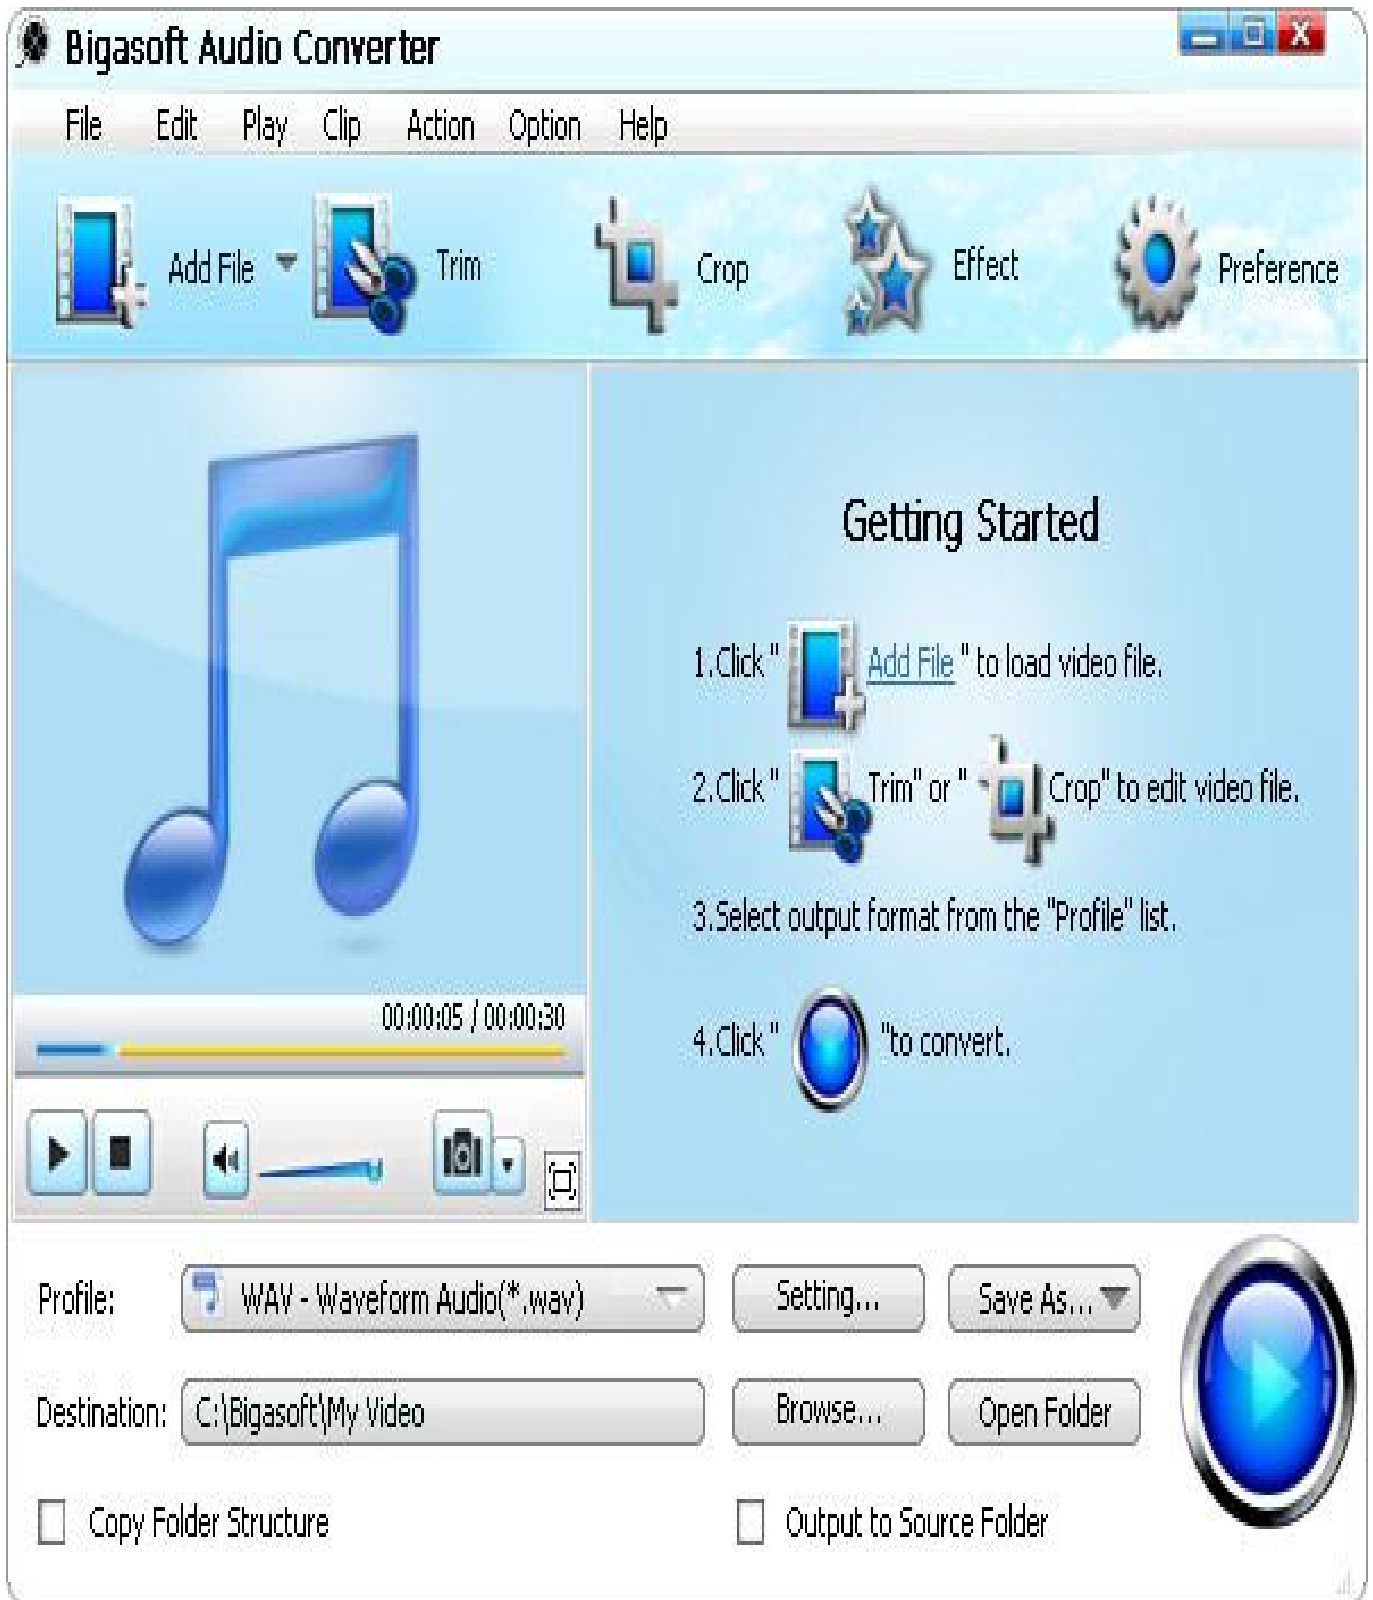 Bigasoft Audio Converter
File Edit Play Clip Action Option Help
Add File Trim Crop Effect Preference
Getting Started
1.Click " Add File " to load video file.
2.Click " Trim" or " Crop" to edit video file.
3.Select output format from the "Profile" list.
4.Click " "to convert.
00:00:05 / 00:00:30
Profile: WAV - Waveform Audio(*.wav) Setting... Save As...
Destination: C:\Bigasoft\My Video Browse... Open Folder
Copy Folder Structure Output to Source Folder